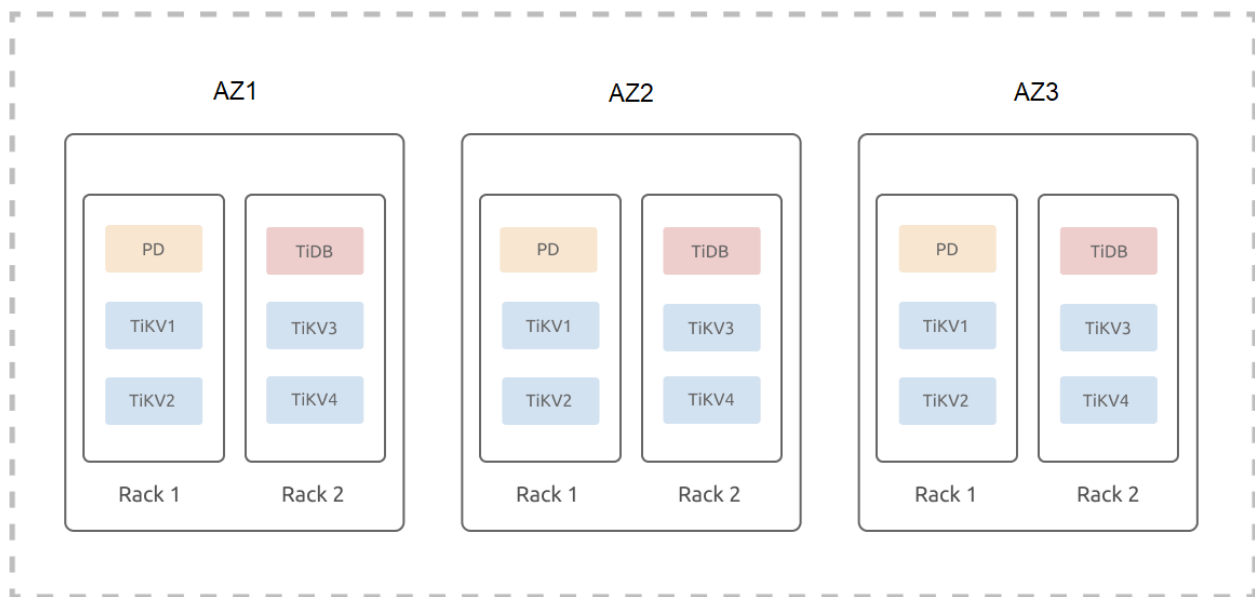 AZ1
AZ2
AZ3
PD
TiDB
TiKV1
TiKV3
TiKV2
TiKV4
Rack 1
Rack 2
PD
TiDB
TiKV1
TiKV3
TiKV2
TiKV4
Rack 1
Rack 2
PD
TiDB
TiKV1
TiKV3
TiKV2
TiKV4
Rack 1
Rack 2